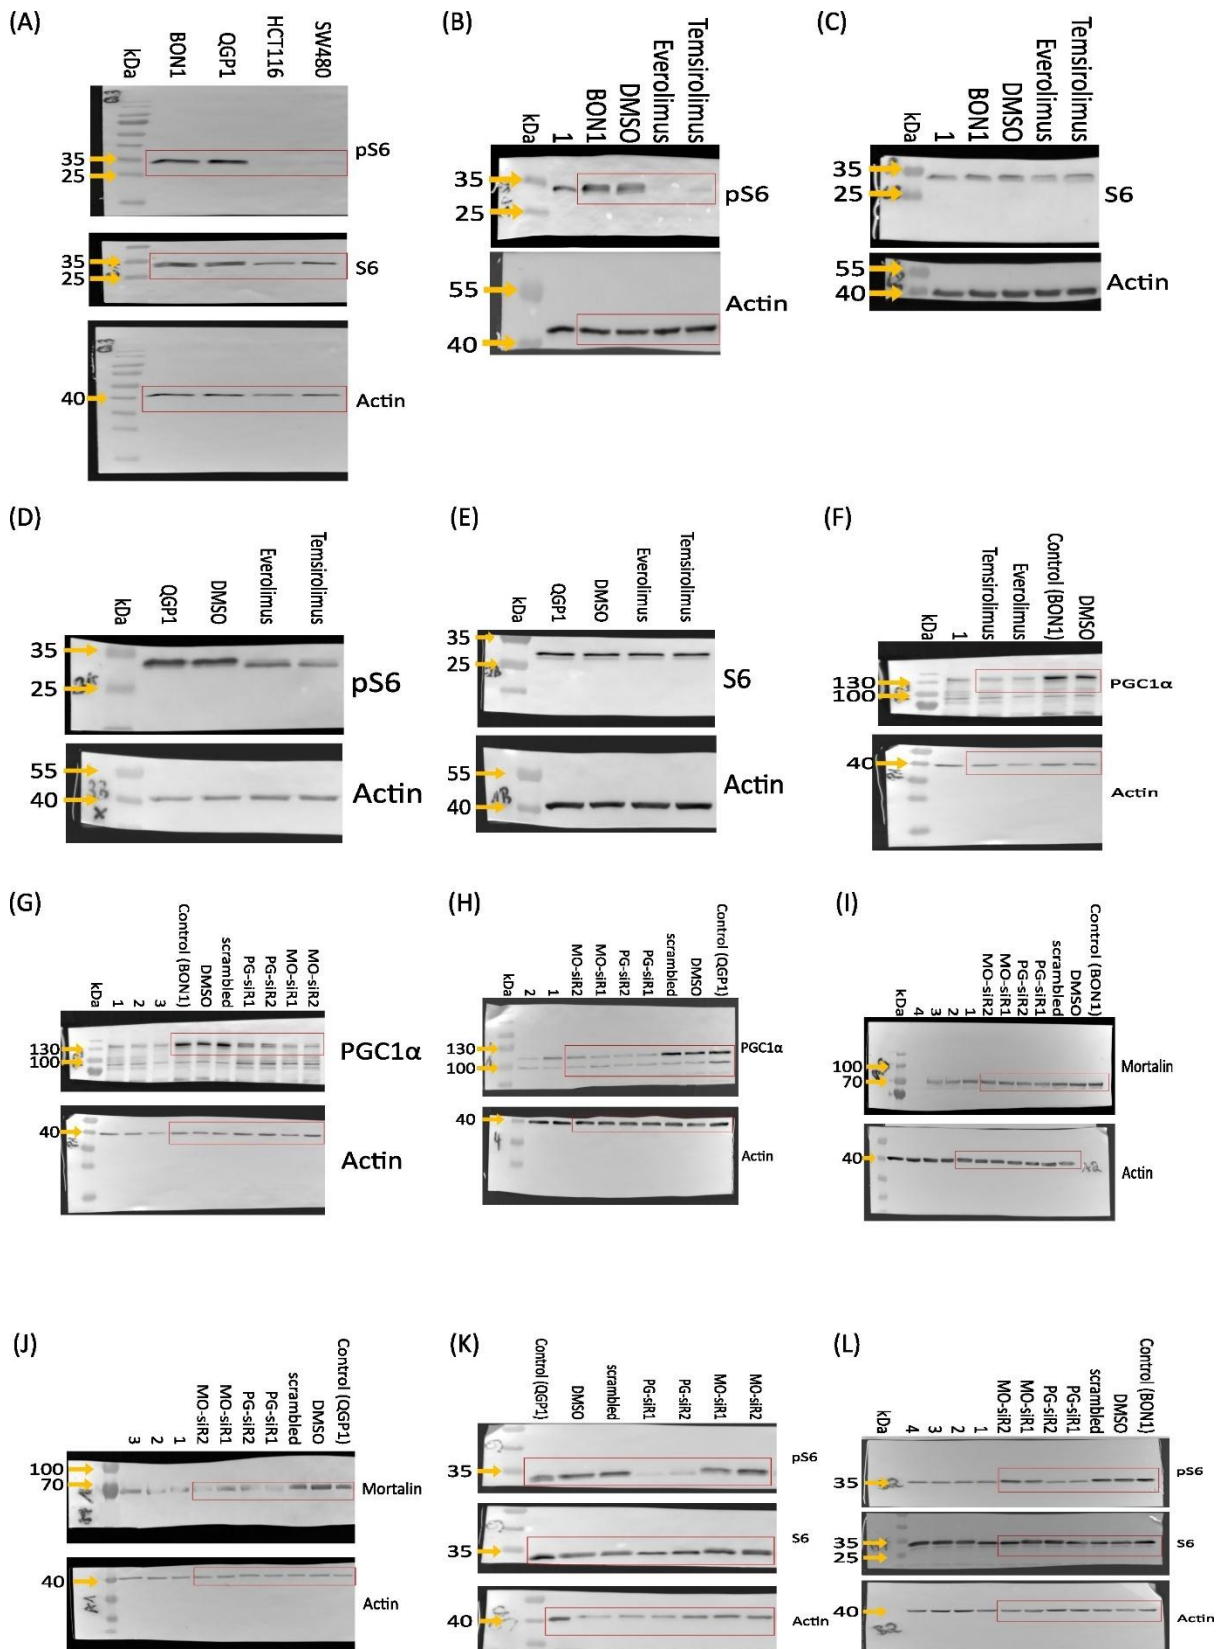 (A)
kDa
BON1
QGP1
HCT116
SW480
35
25
pS6
35
25
S6
40
Actin
(B)
kDa
1
BON1
DMSO
Everolimus
Temsirolimus
35
25
pS6
55
40
Actin
(C)
kDa
1
BON1
DMSO
Everolimus
Temsirolimus
35
25
S6
55
40
Actin
(D)
kDa
QGP1
DMSO
Everolimus
Temsirolimus
35
25
pS6
55
40
Actin
(E)
kDa
QGP1
DMSO
Everolimus
Temsirolimus
35
25
S6
55
40
Actin
(F)
kDa
1
Temsirolimus
Everolimus
Control (BON1)
DMSO
130
100
PGC1α
40
Actin
(G)
kDa
1
2
3
Control (BON1)
DMSO
scrambled
PG-siR1
PG-siR2
MO-siR1
MO-siR2
130
100
PGC1α
40
Actin
(H)
kDa
2
1
MO-siR2
MO-siR1
PG-siR2
PG-siR1
scrambled
DMSO
Control (QGP1)
130
100
PGC1α
40
Actin
(I)
kDa
4
3
2
1
MO-siR2
MO-siR1
PG-siR2
PG-siR1
scrambled
DMSO
Control (BON1)
100
70
Mortalin
40
Actin
(J)
3
2
1
MO-siR2
MO-siR1
PG-siR2
PG-siR1
scrambled
DMSO
Control (QGP1)
100
70
Mortalin
40
Actin
(K)
Control (QGP1)
DMSO
scrambled
PG-siR1
PG-siR2
MO-siR1
MO-siR2
35
pS6
35
S6
40
Actin
(L)
kDa
4
3
2
1
MO-siR2
MO-siR1
PG-siR2
PG-siR1
scrambled
DMSO
Control (BON1)
35
pS6
35
25
S6
40
Actin